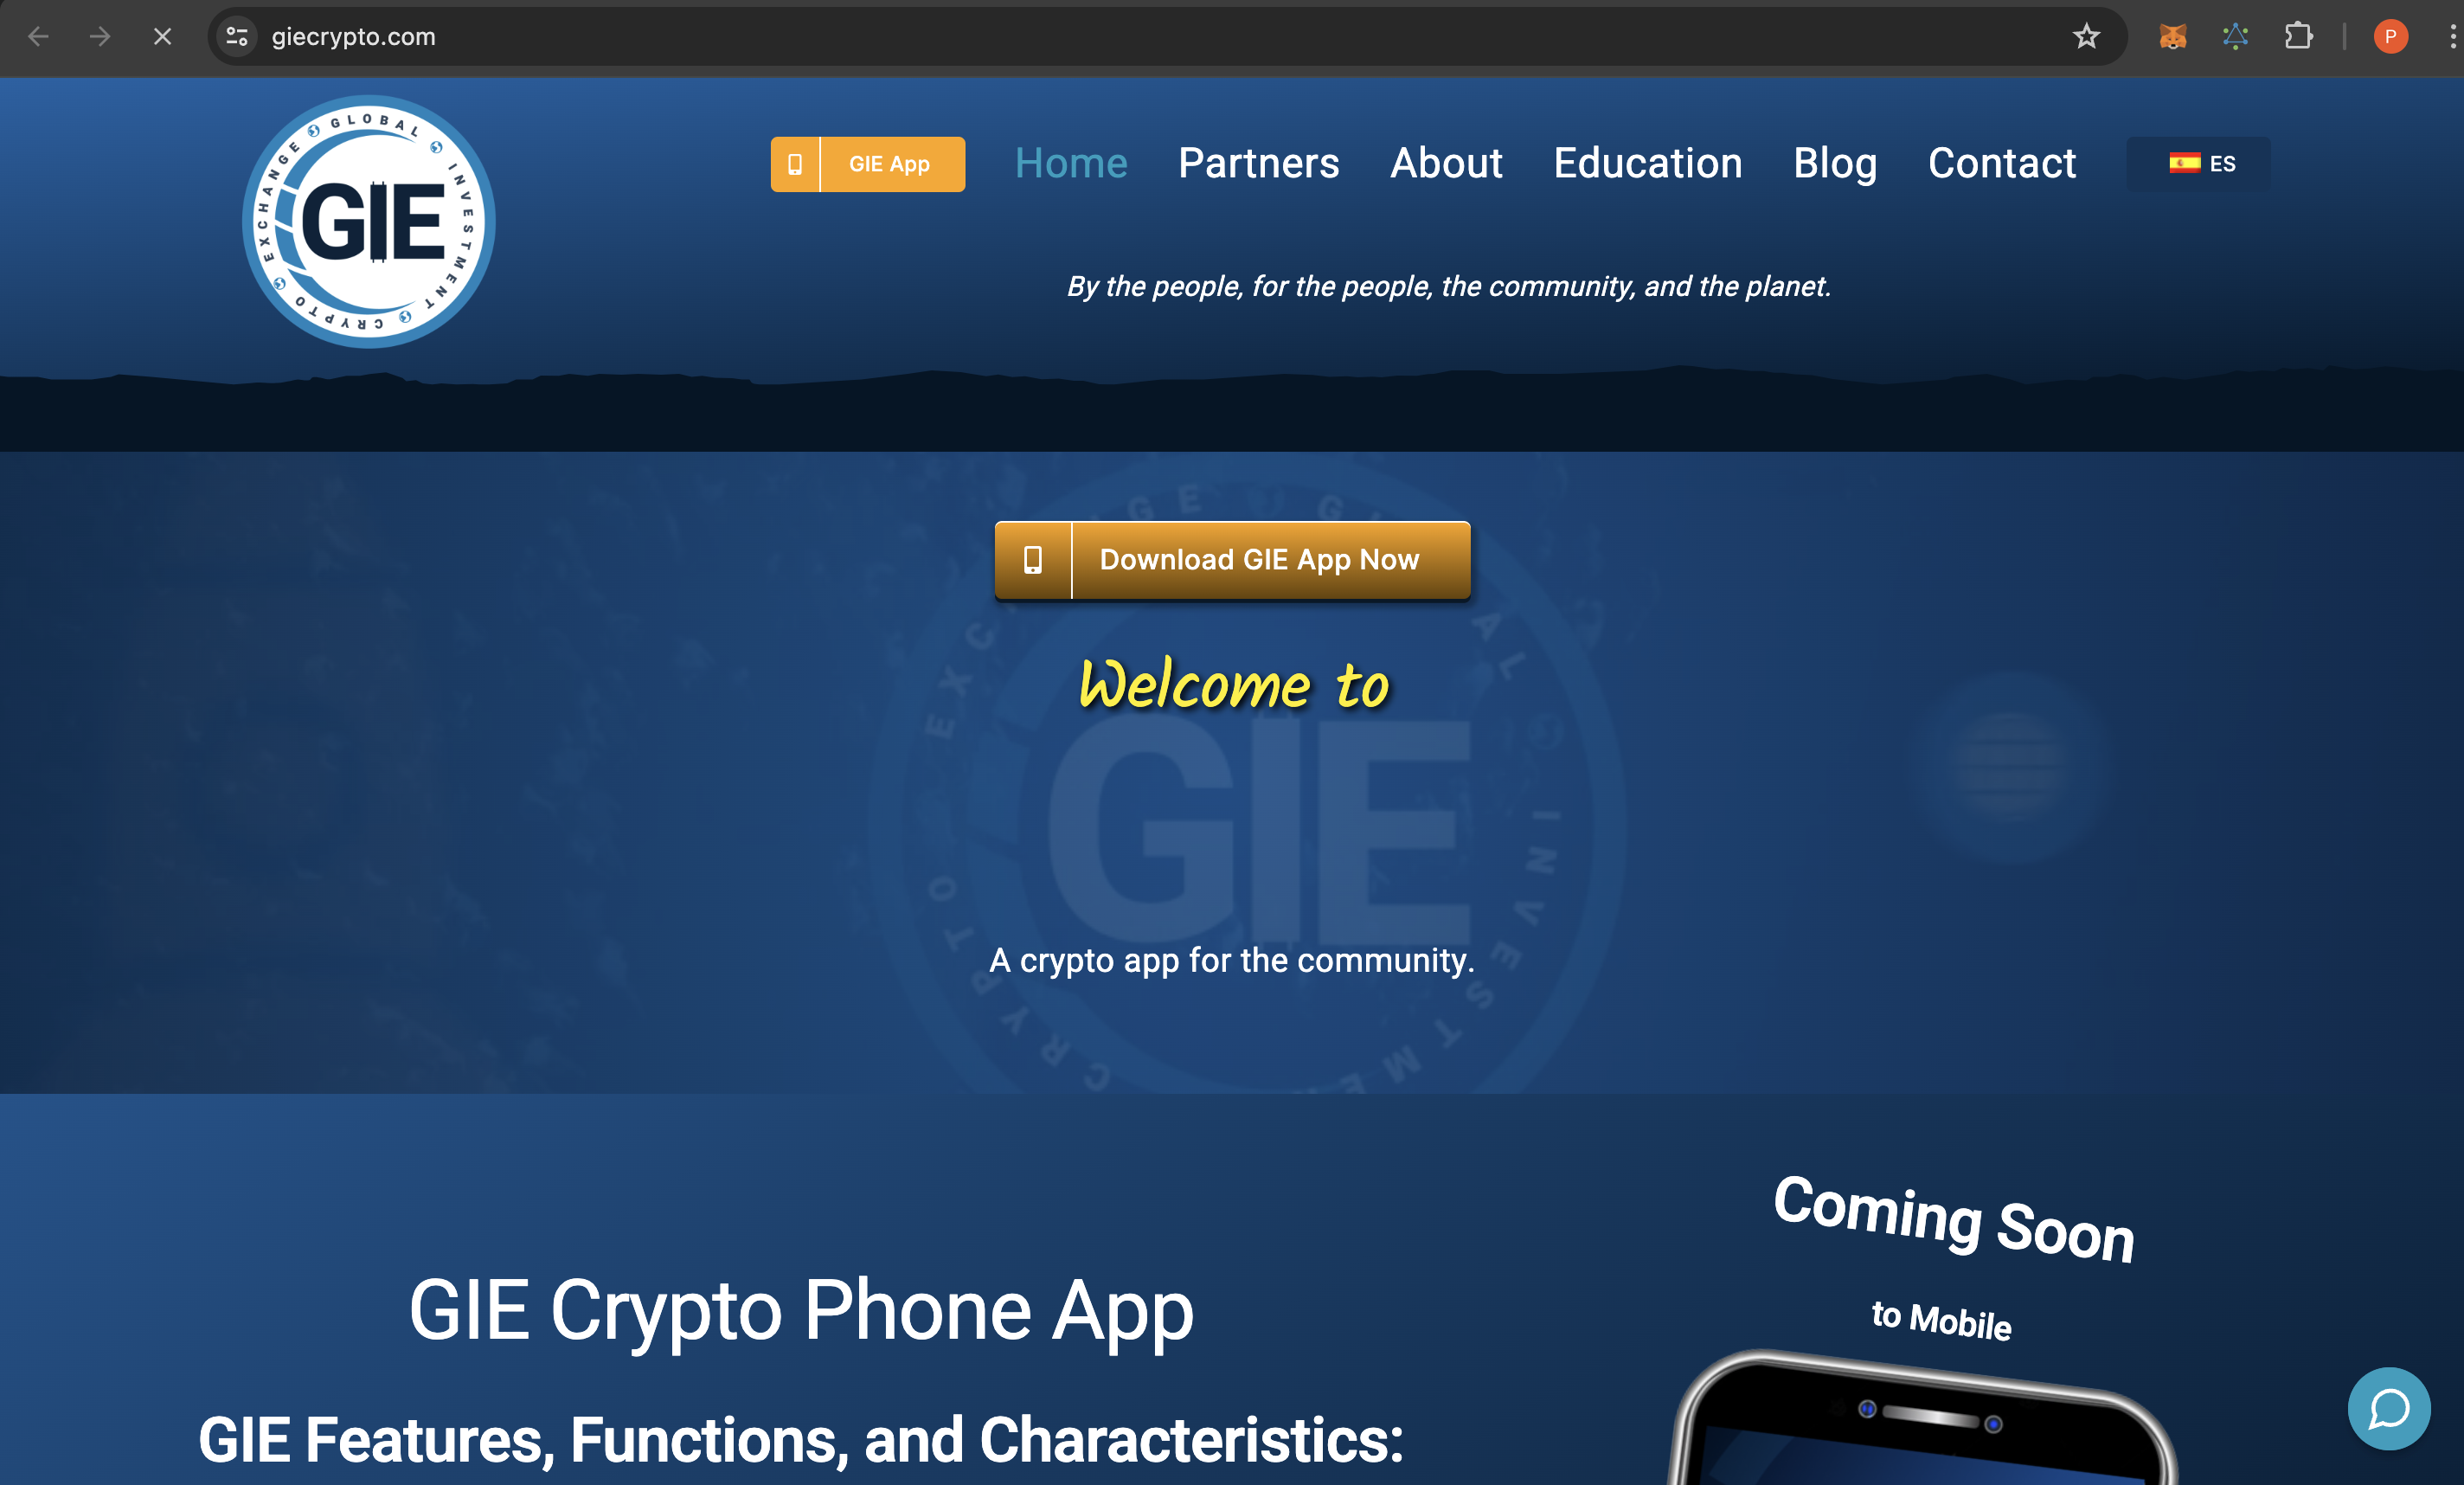 giecrypto.com
P
GLOBAL INVESTMENT CRYPTO EXCHANGE
GIE
GIE App
Home
Partners
About
Education
Blog
Contact
ES
By the people, for the people, the community, and the planet.
Download GIE App Now
Welcome to
GIE
A crypto app for the community.
Coming Soon
to Mobile
GIE Crypto Phone App
GIE Features, Functions, and Characteristics: